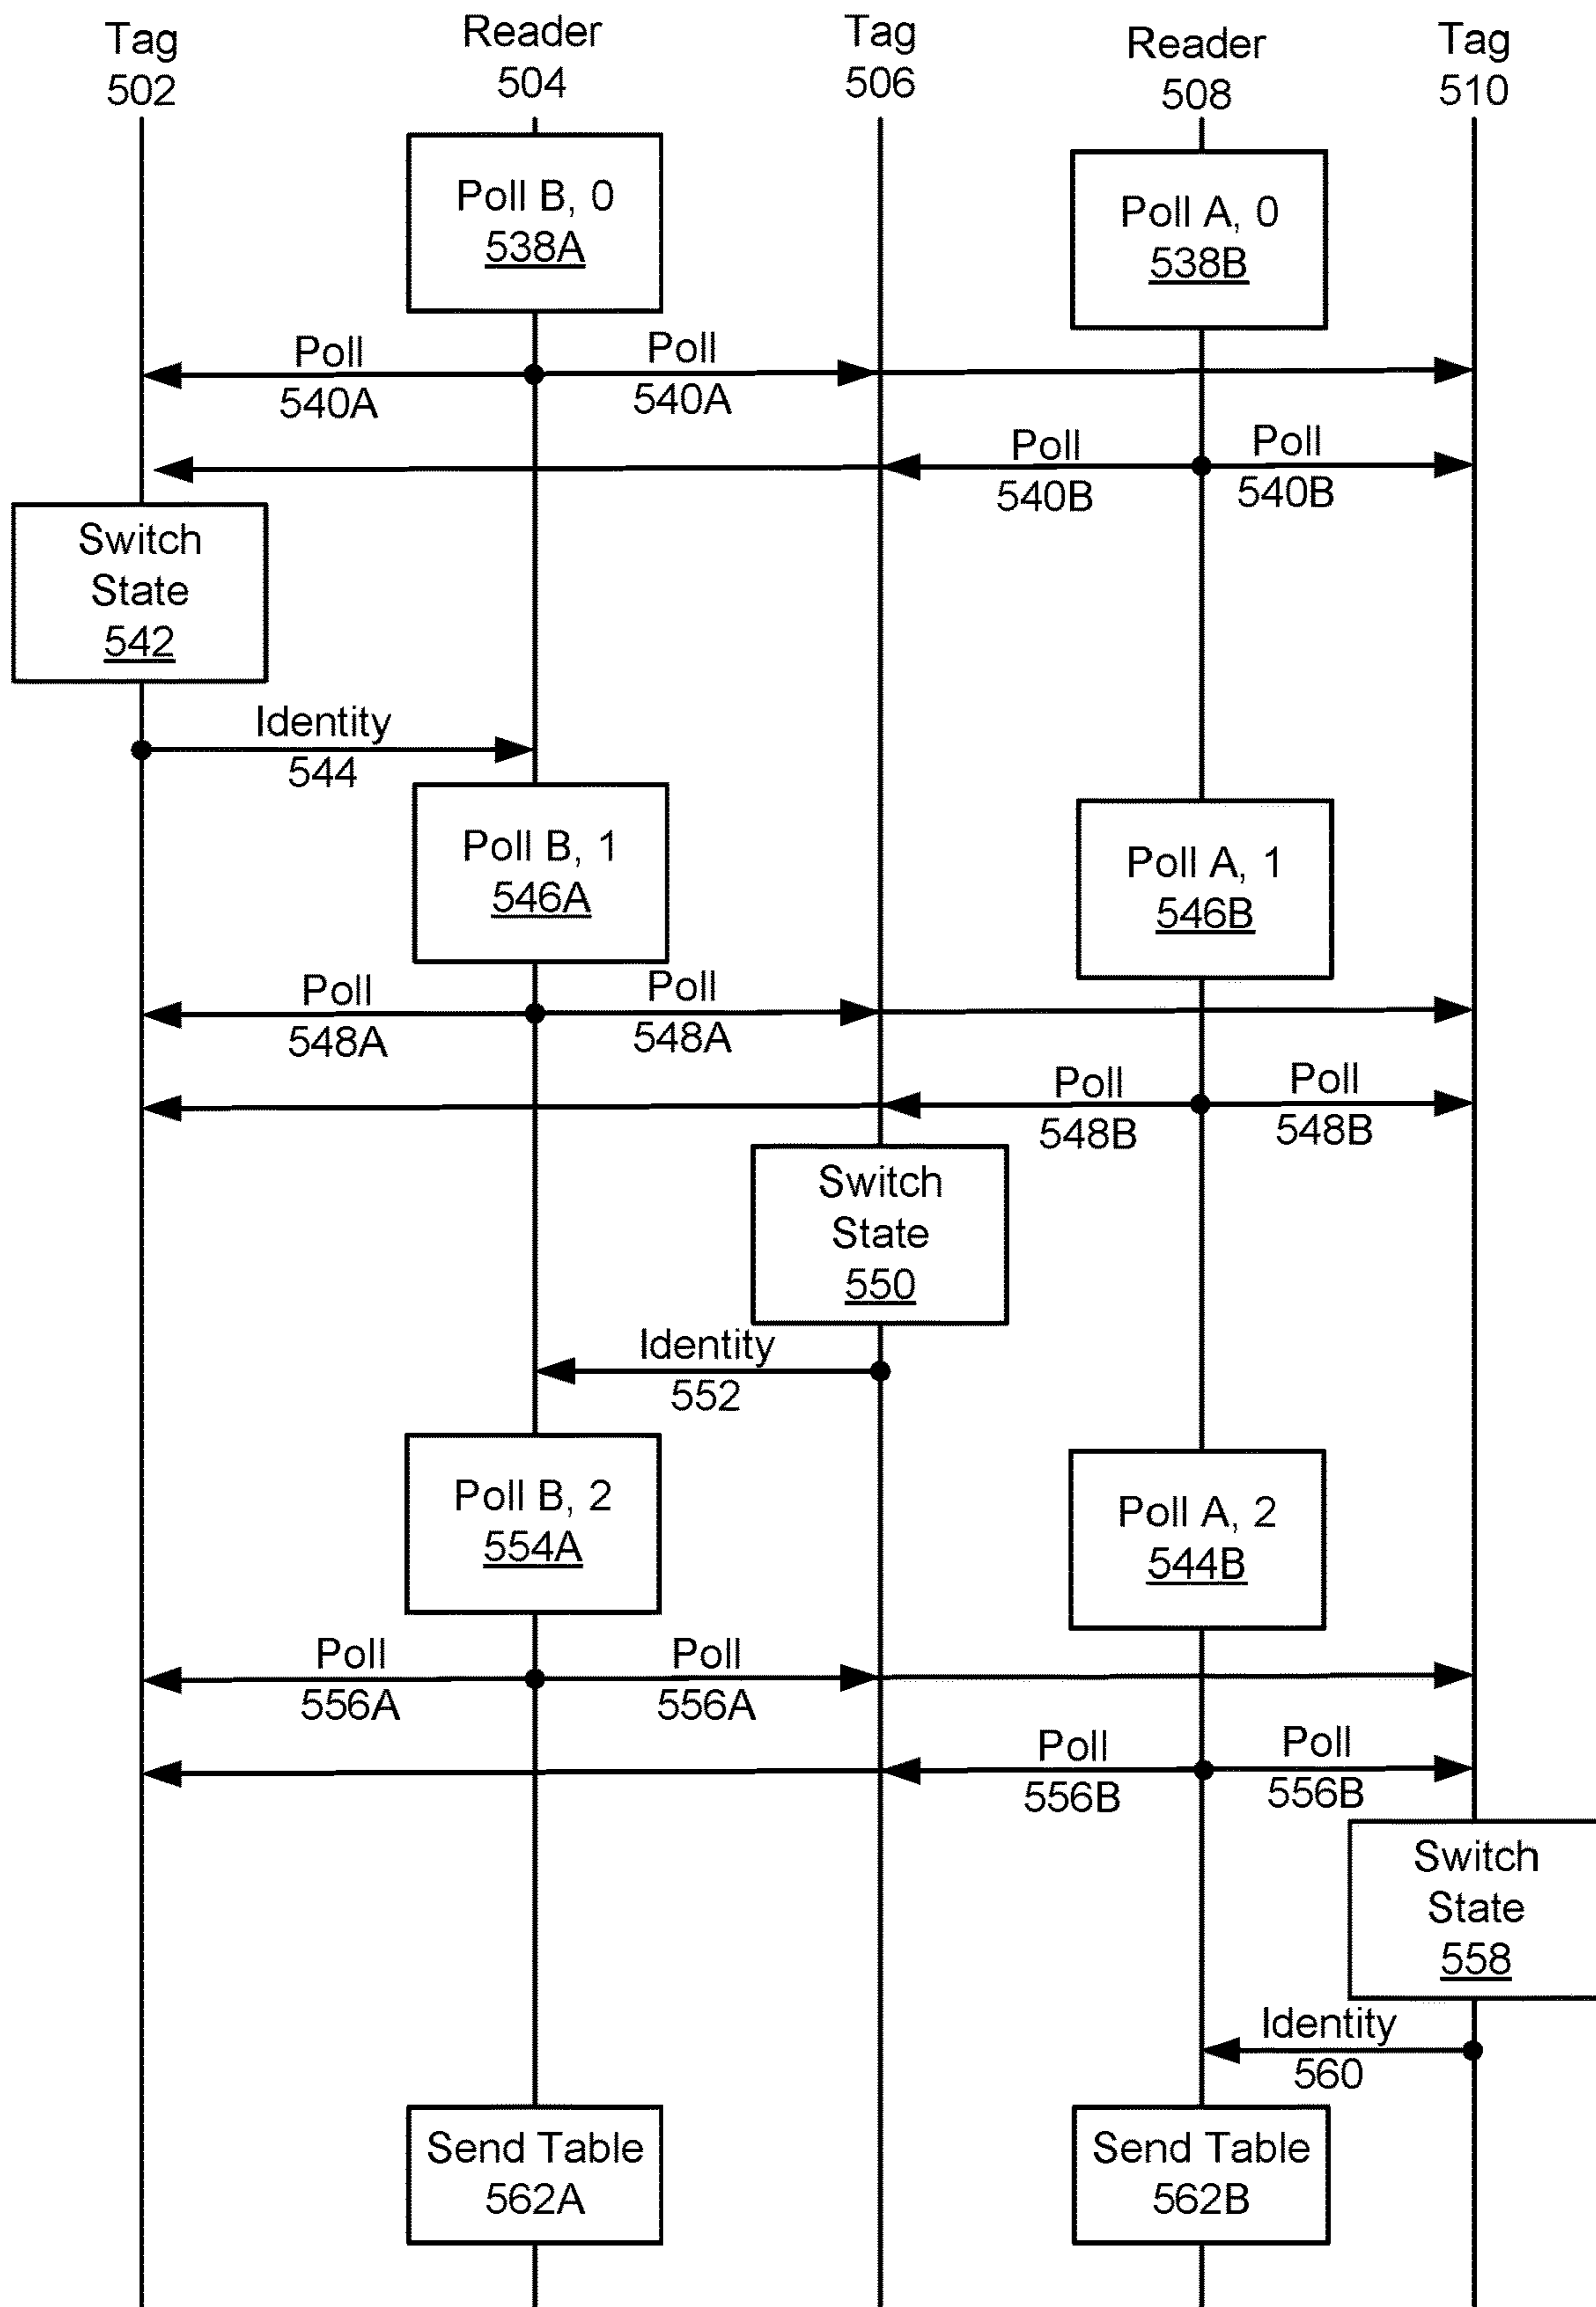 Tag
502
Reader
504
Tag
506
Reader
508
Tag
510
Poll B, 0
538A
Poll A, 0
538B
Poll
540A
Poll
540A
Poll
540B
Poll
540B
Switch
State
542
Identity
544
Poll B, 1
546A
Poll A, 1
546B
Poll
548A
Poll
548A
Poll
548B
Poll
548B
Switch
State
550
Identity
552
Poll B, 2
554A
Poll A, 2
544B
Poll
556A
Poll
556A
Poll
556B
Poll
556B
Switch
State
558
Identity
560
Send Table
562A
Send Table
562B